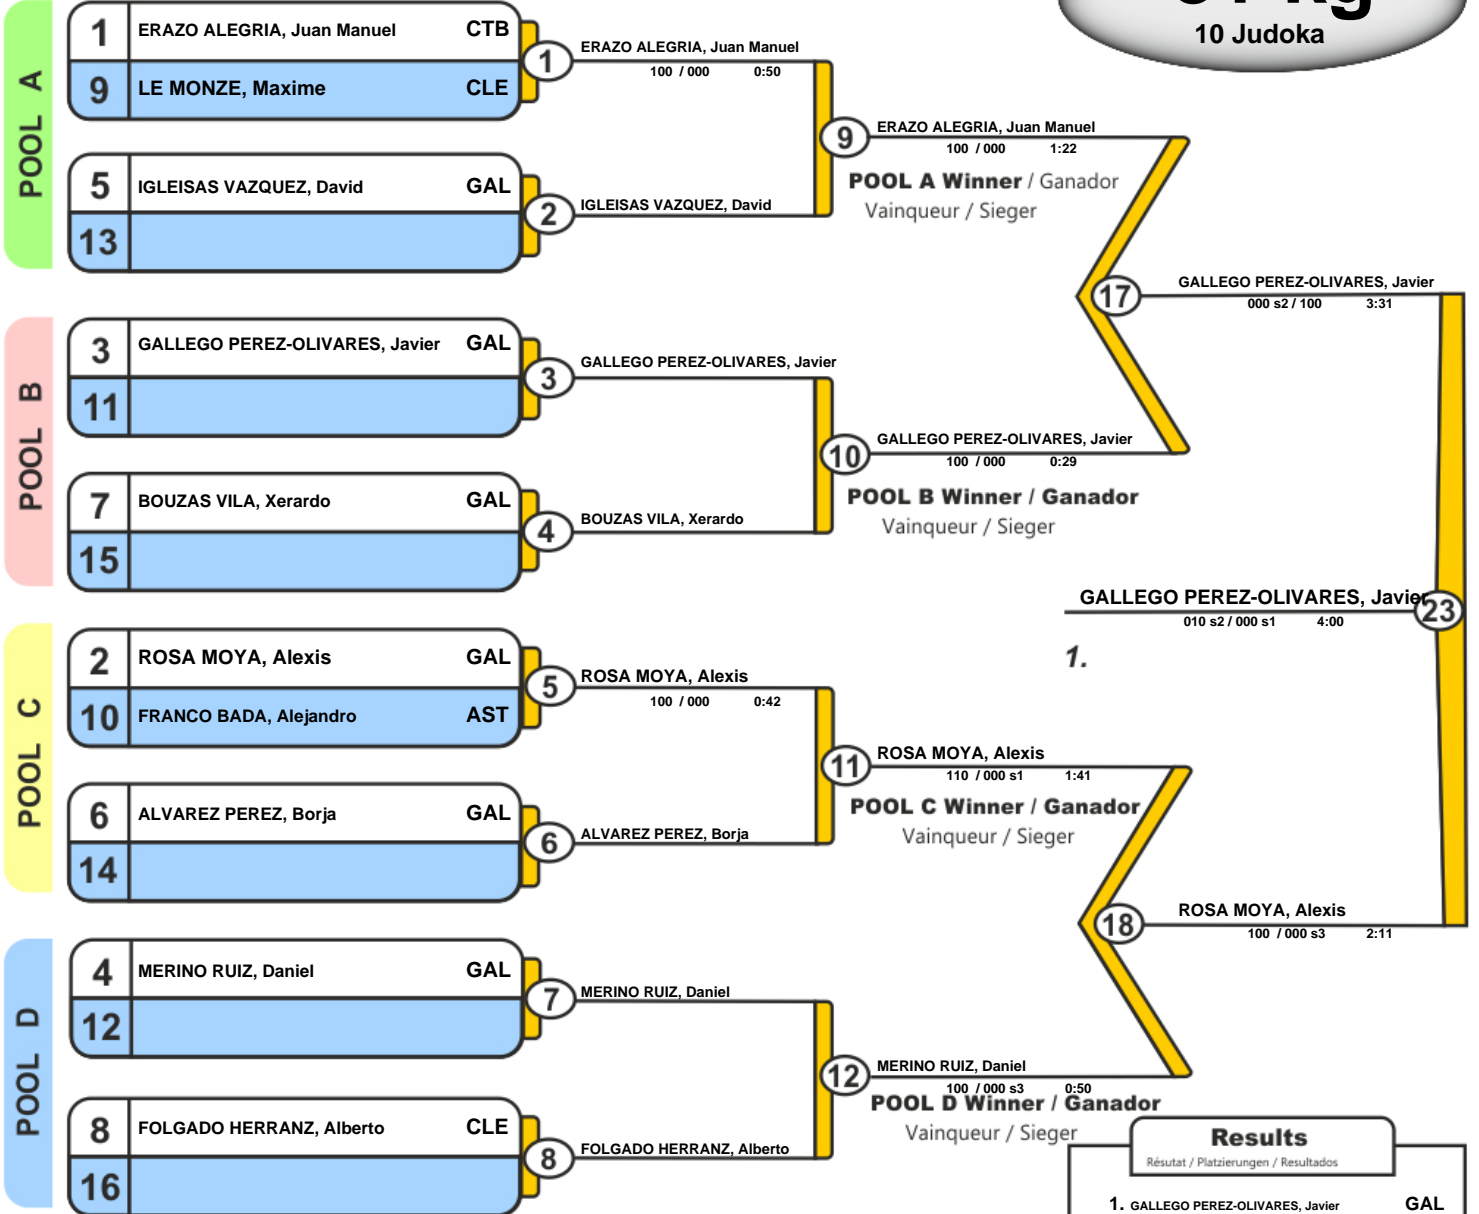 10 Judoka
POOL A
1 ERAZO ALEGRIA, Juan Manuel CTB
9 LE MONZE, Maxime CLE
1
ERAZO ALEGRIA, Juan Manuel
100 / 000 0:50
5 IGLEISAS VAZQUEZ, David GAL
13
2
IGLEISAS VAZQUEZ, David
9
ERAZO ALEGRIA, Juan Manuel
100 / 000 1:22
POOL A Winner / Ganador
Vainqueur / Sieger
POOL B
3 GALLEGO PEREZ-OLIVARES, Javier GAL
11
3
GALLEGO PEREZ-OLIVARES, Javier
7 BOUZAS VILA, Xerardo GAL
15
4
BOUZAS VILA, Xerardo
10
GALLEGO PEREZ-OLIVARES, Javier
100 / 000 0:29
POOL B Winner / Ganador
Vainqueur / Sieger
17
GALLEGO PEREZ-OLIVARES, Javier
000 s2 / 100 3:31
POOL C
2 ROSA MOYA, Alexis GAL
10 FRANCO BADA, Alejandro AST
5
ROSA MOYA, Alexis
100 / 000 0:42
6 ALVAREZ PEREZ, Borja GAL
14
6
ALVAREZ PEREZ, Borja
11
ROSA MOYA, Alexis
110 / 000 s1 1:41
POOL C Winner / Ganador
Vainqueur / Sieger
POOL D
4 MERINO RUIZ, Daniel GAL
12
7
MERINO RUIZ, Daniel
8 FOLGADO HERRANZ, Alberto CLE
16
8
FOLGADO HERRANZ, Alberto
12
MERINO RUIZ, Daniel
100 / 000 s3 0:50
POOL D Winner / Ganador
Vainqueur / Sieger
18
ROSA MOYA, Alexis
100 / 000 s3 2:11
GALLEGO PEREZ-OLIVARES, Javier
23
010 s2 / 000 s1 4:00
1.
Results
Résutat / Platzierungen / Resultados
1. GALLEGO PEREZ-OLIVARES, Javier GAL